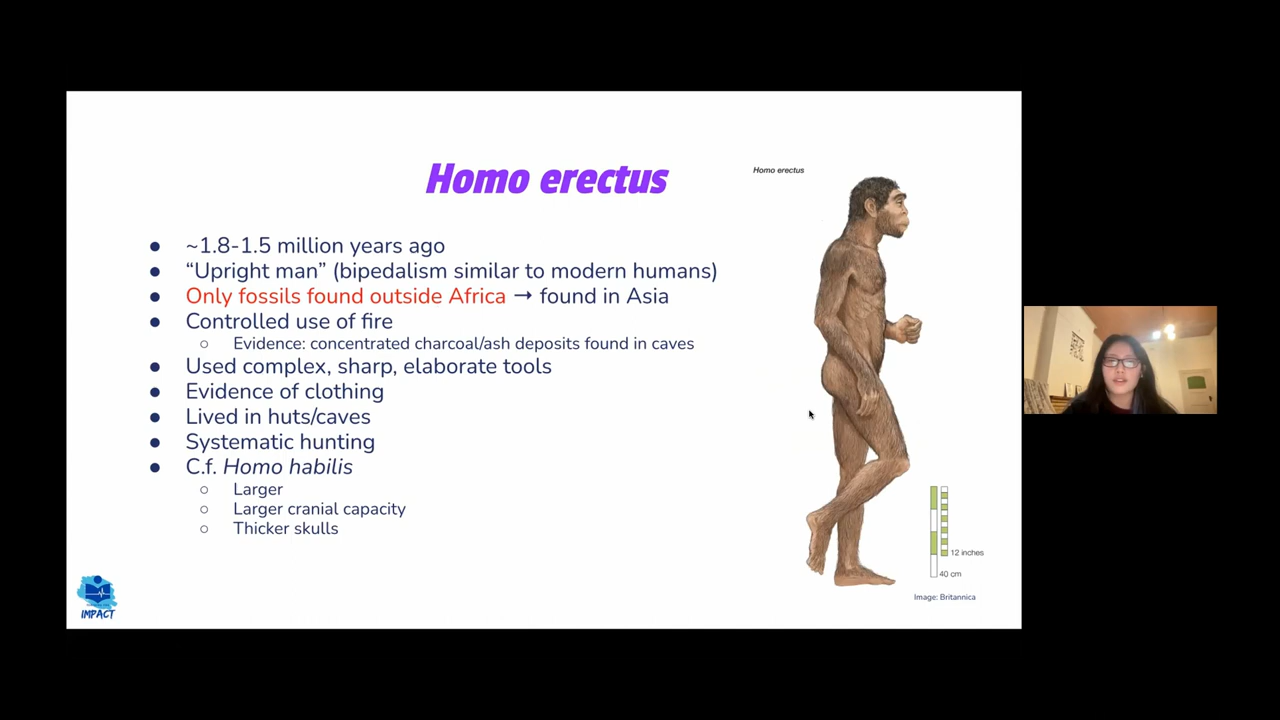 Homo erectus
Homo erectus
● ~1.8-1.5 million years ago
● “Upright man” (bipedalism similar to modern humans)
● Only fossils found outside Africa → found in Asia
● Controlled use of fire
○ Evidence: concentrated charcoal/ash deposits found in caves
● Used complex, sharp, elaborate tools
● Evidence of clothing
● Lived in huts/caves
● Systematic hunting
● C.f. Homo habilis
○ Larger
○ Larger cranial capacity
○ Thicker skulls
12 inches
40 cm
Image: Britannica
IMPACT